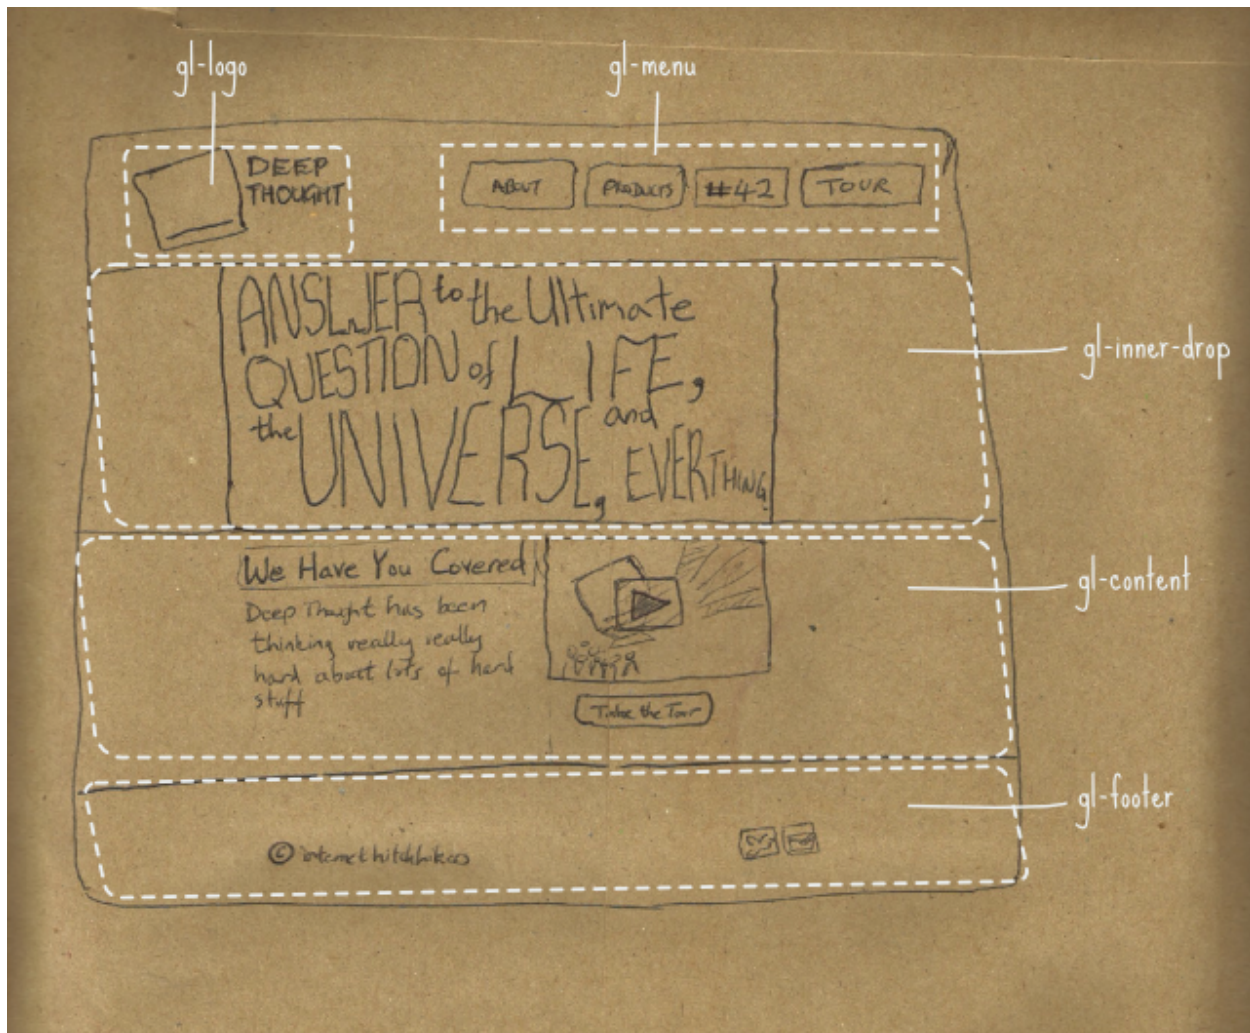 gl-logo
gl-menu
DEEP
THOUGHT
ABOUT
PRODUCTS
#42
TOUR
ANSWER to the Ultimate
QUESTION of LIFE,
the UNIVERSE, and
EVERTHING
gl-inner-drop
We Have You Covered
Deep Thought has been
thinking really really
hard about lots of hard
stuff
Take the Tour
gl-content
gl-footer
© internet hitchhikers